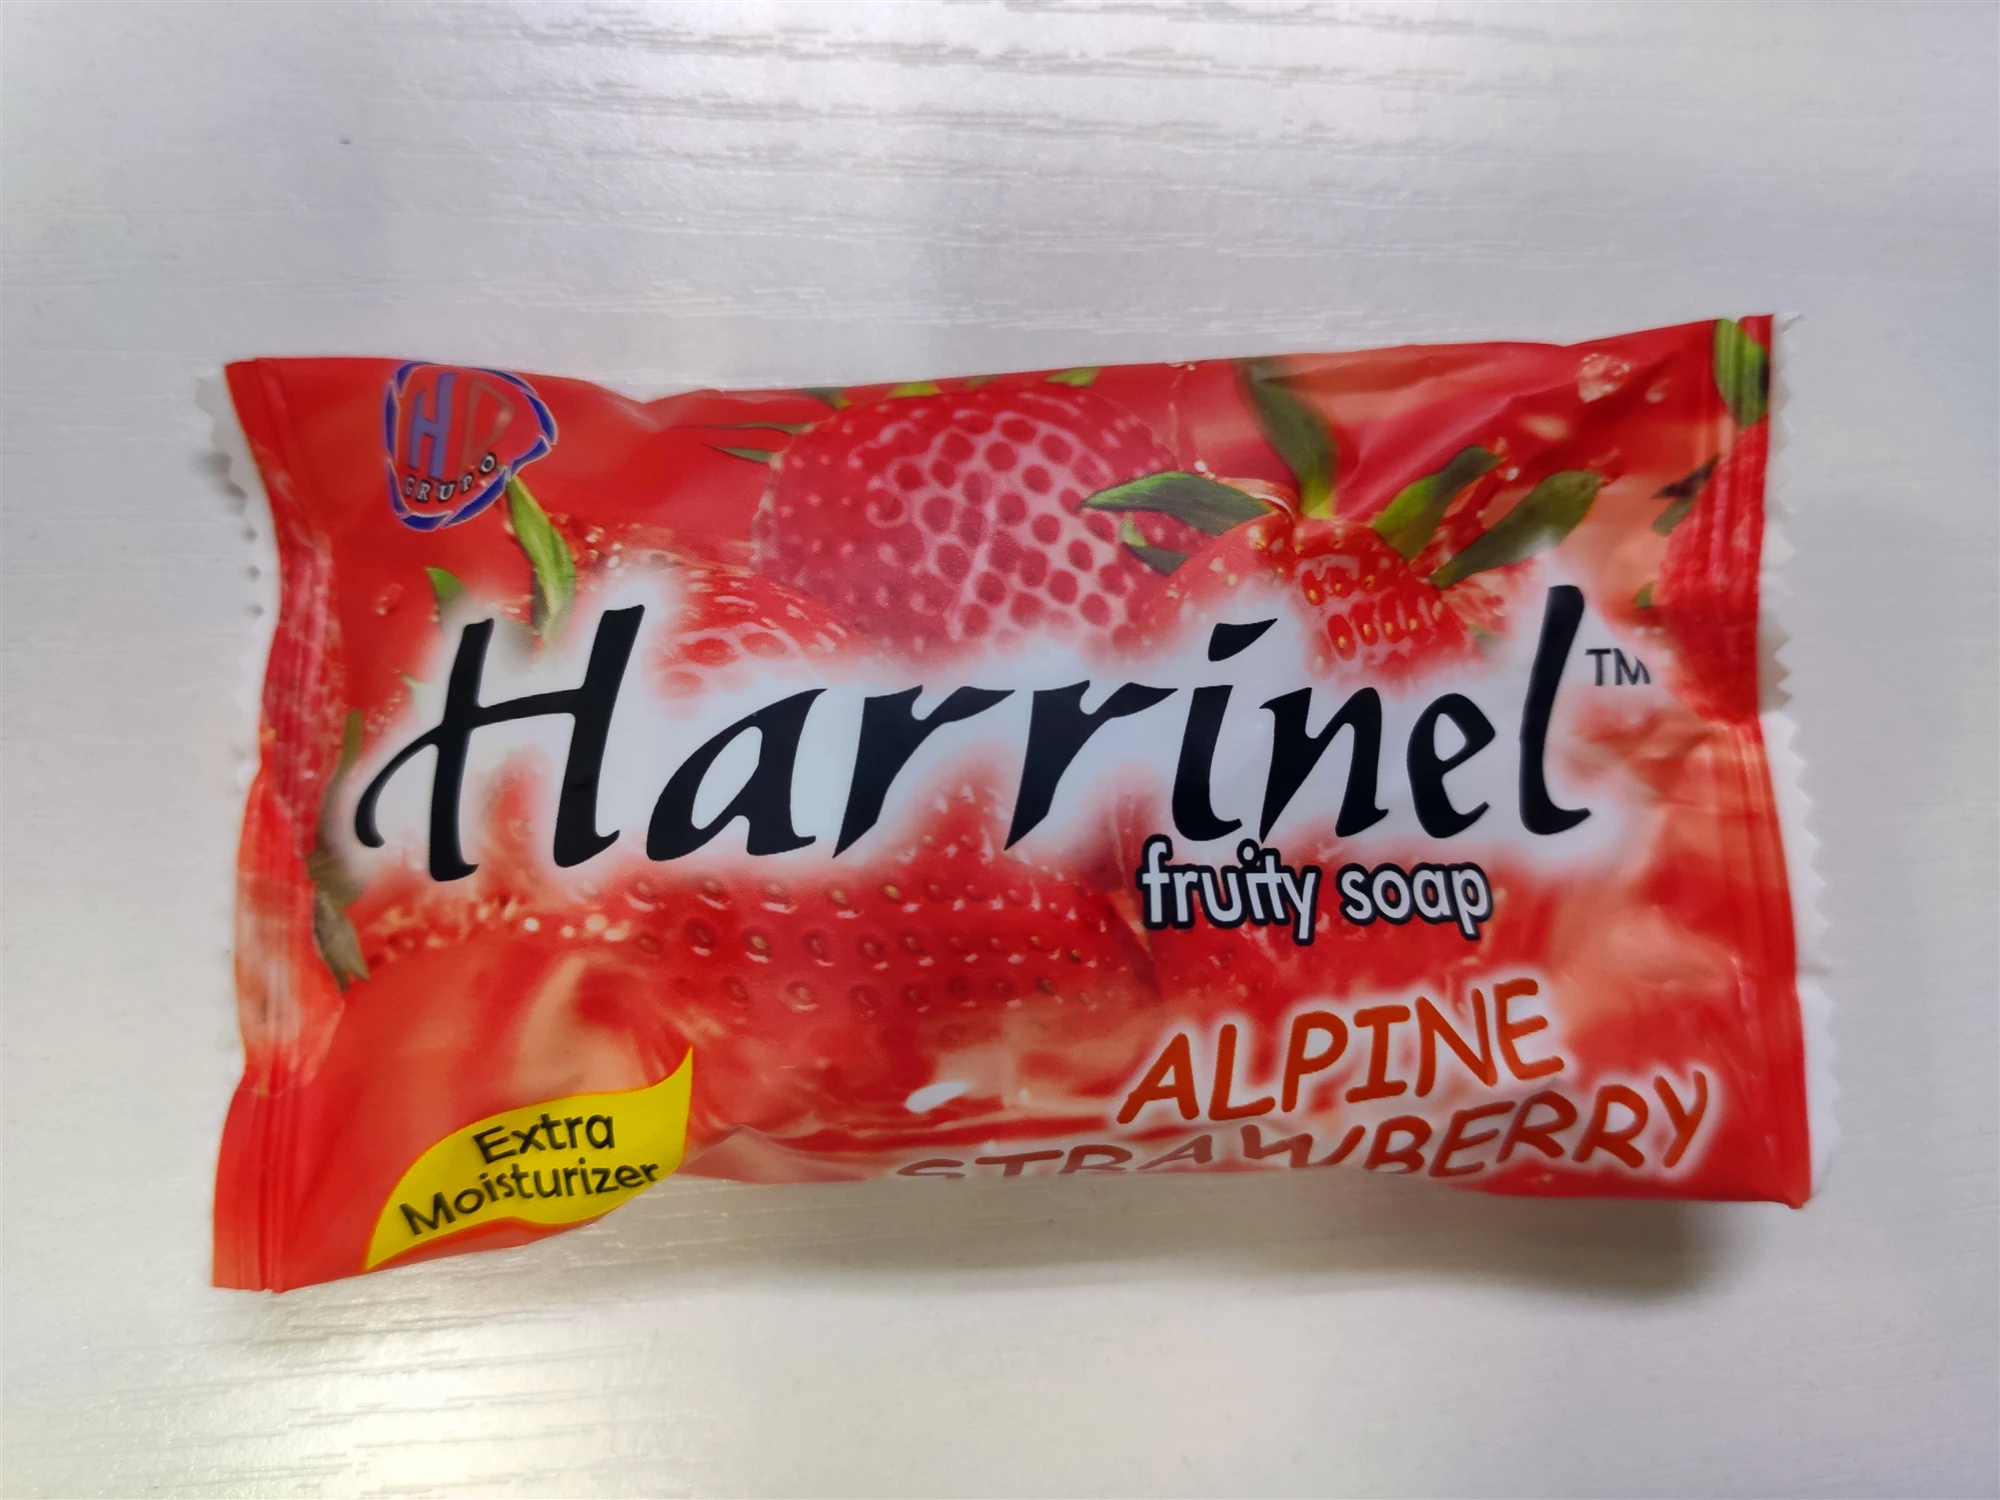 HD
GRUPO
Harrinel™
fruity soap
ALPINE
STRAWBERRY
Extra
Moisturizer